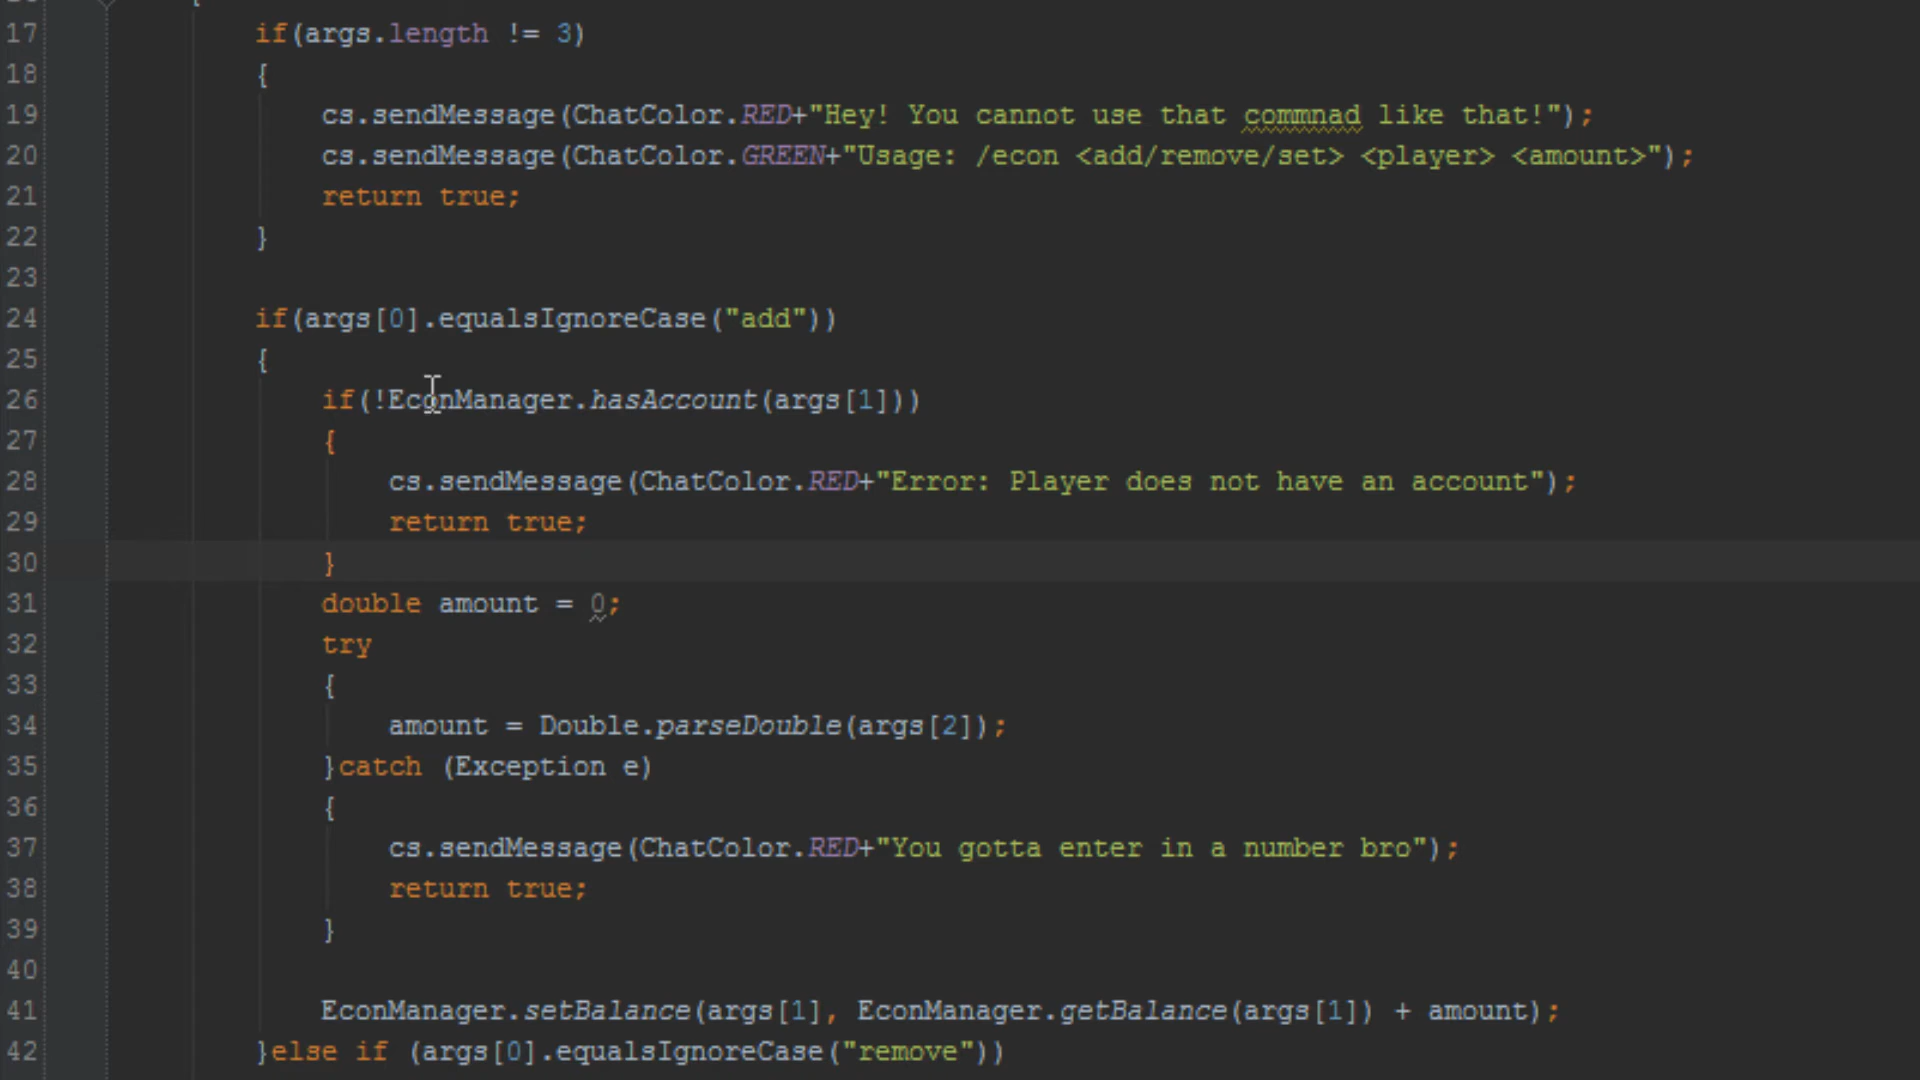 17 if(args.length != 3)
18 {
19 cs.sendMessage(ChatColor.RED+"Hey! You cannot use that commnad like that!");
20 cs.sendMessage(ChatColor.GREEN+"Usage: /econ <add/remove/set> <player> <amount>");
21 return true;
22 }
23
24 if(args[0].equalsIgnoreCase("add"))
25 {
26 if(!EconManager.hasAccount(args[1]))
27 {
28 cs.sendMessage(ChatColor.RED+"Error: Player does not have an account");
29 return true;
30 }
31 double amount = 0;
32 try
33 {
34 amount = Double.parseDouble(args[2]);
35 }catch (Exception e)
36 {
37 cs.sendMessage(ChatColor.RED+"You gotta enter in a number bro");
38 return true;
39 }
40
41 EconManager.setBalance(args[1], EconManager.getBalance(args[1]) + amount);
42 }else if (args[0].equalsIgnoreCase("remove"))